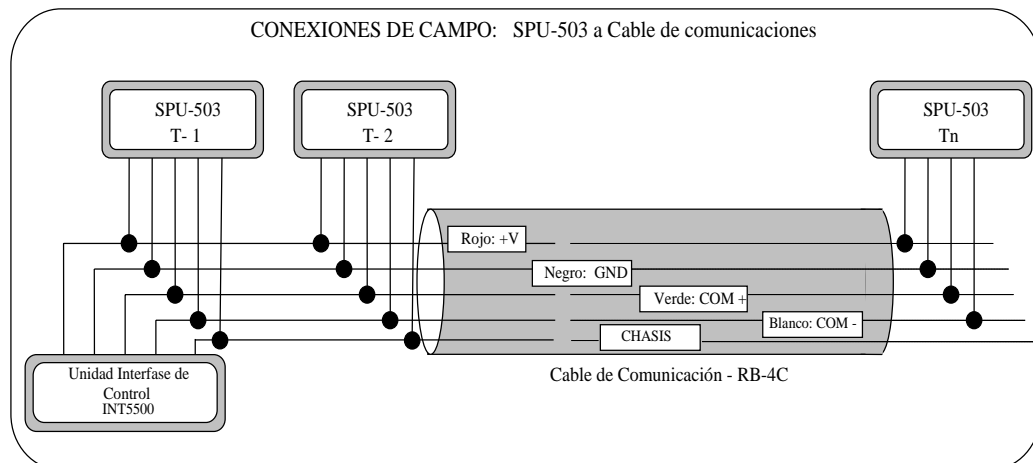 CONEXIONES DE CAMPO: SPU-503 a Cable de comunicaciones
SPU-503
T- 1
SPU-503
T- 2
SPU-503
Tn
Rojo: +V
Negro: GND
Verde: COM +
Blanco: COM -
CHASIS
Unidad Interfase de
Control
INT5500
Cable de Comunicación - RB-4C